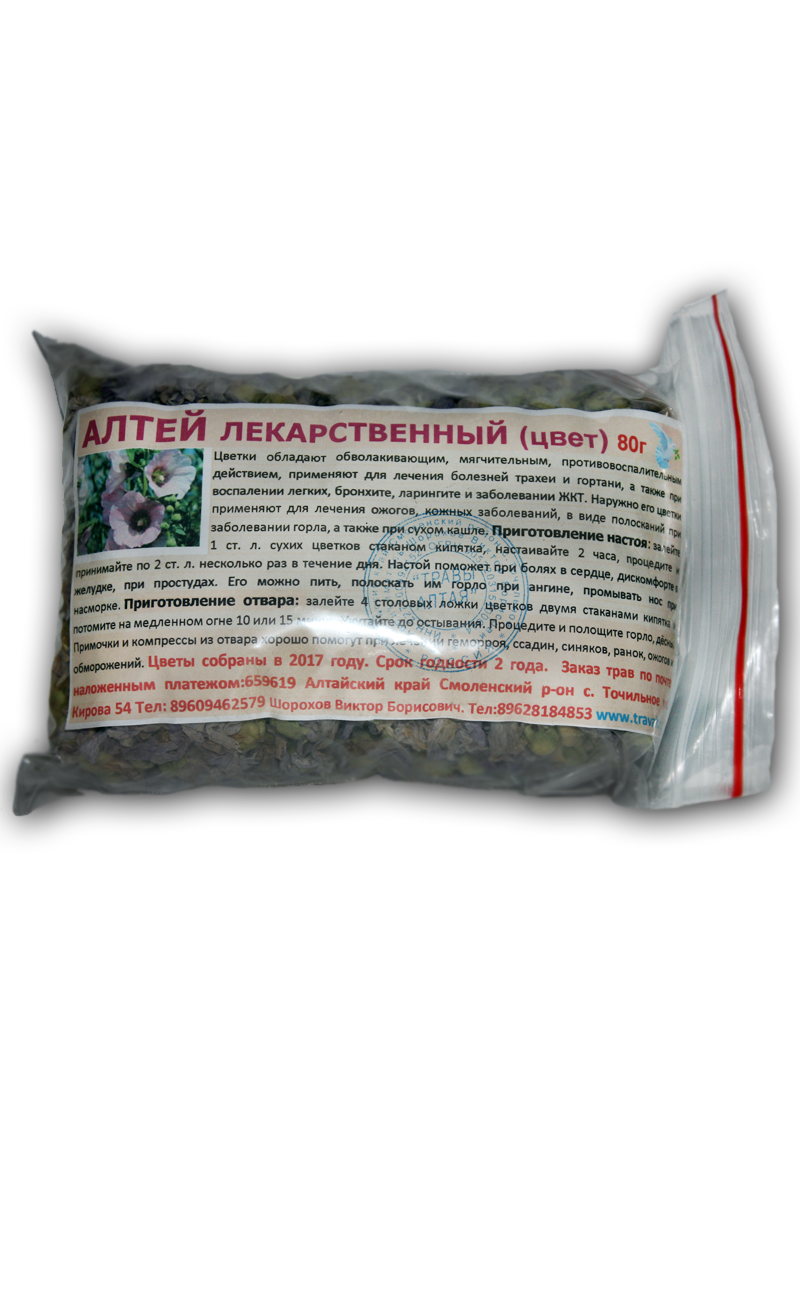 АЛТЕЙ ЛЕКАРСТВЕННЫЙ (цвет) 80г
Цветки обладают обволакивающим, мягчительным, противовоспалительным
действием, применяют для лечения болезней трахеи и гортани, а также при
воспалении легких, бронхите, ларингите и заболевании ЖКТ. Наружно его цветки
применяют для лечения ожогов, кожных заболеваний, в виде полосканий при
заболевании горла, а также при сухом кашле. Приготовление настоя: залейте
1 ст. л. сухих цветков стаканом кипятка, настаивайте 2 часа, процедите и
принимайте по 2 ст. л. несколько раз в течение дня. Настой поможет при болях в сердце, дискомфорте в
желудке, при простудах. Его можно пить, полоскать им горло при ангине, промывать нос при
насморке. Приготовление отвара: залейте 4 столовых ложки цветков двумя стаканами кипятка и
потомите на медленном огне 10 или 15 до остывания. Процедите и полощите горло, дёсны.
Примочки и компрессы из отвара хорошо помогут при лечении геморроя, ссадин, синяков, ранок, ожогов и
обморожений. Цветы собраны в 2017 году. Срок годности 2 года. Заказ трав по почте
наложенным платежом:659619 Алтайский край Смоленский р-он с. Точильное
Кирова 54 Тел: 89609462579 Шорохов Виктор Борисович. Тел:89628184853 www.trava
"ТРАВЫ
АЛТАЯ"